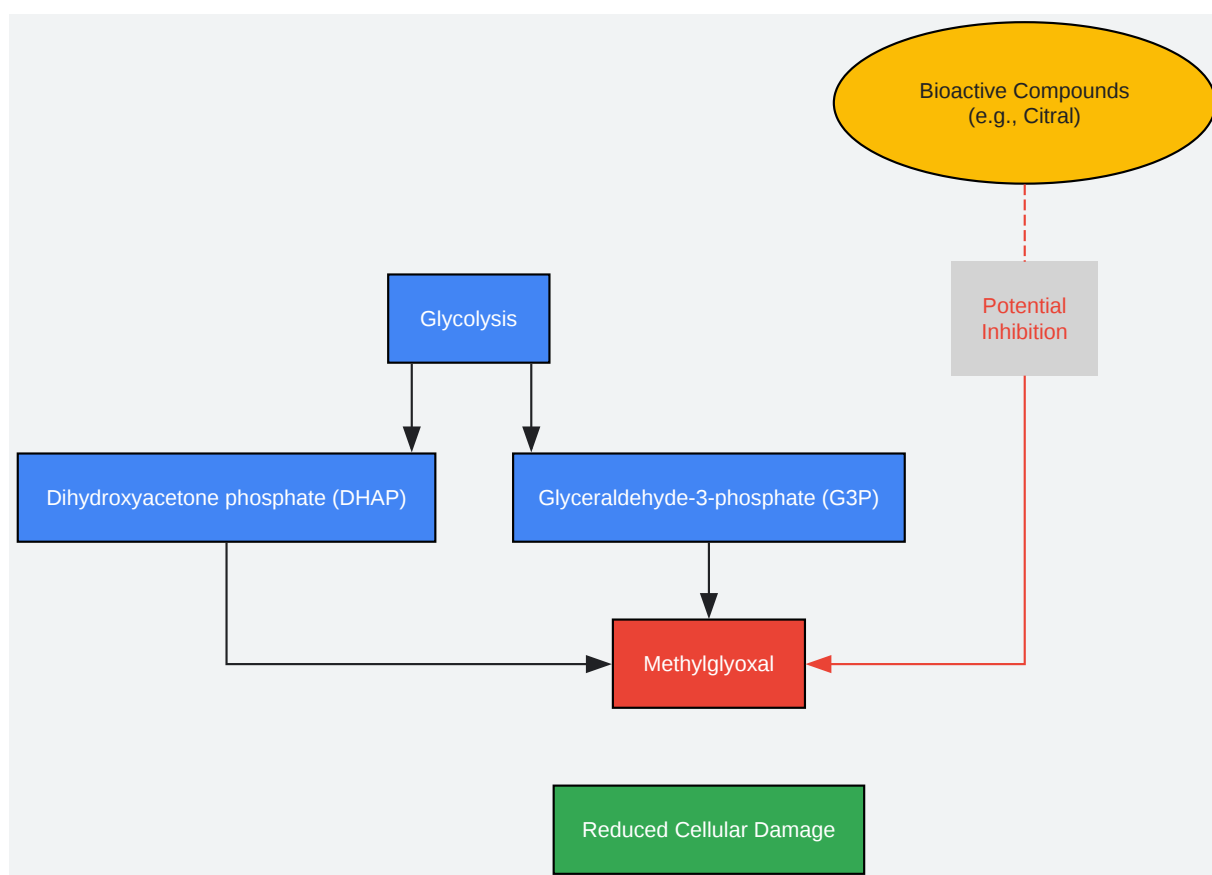 Bioactive Compounds
(e.g., Citral)
Glycolysis
Potential
Inhibition
Dihydroxyacetone phosphate (DHAP)
Glyceraldehyde-3-phosphate (G3P)
Methylglyoxal
Reduced Cellular Damage